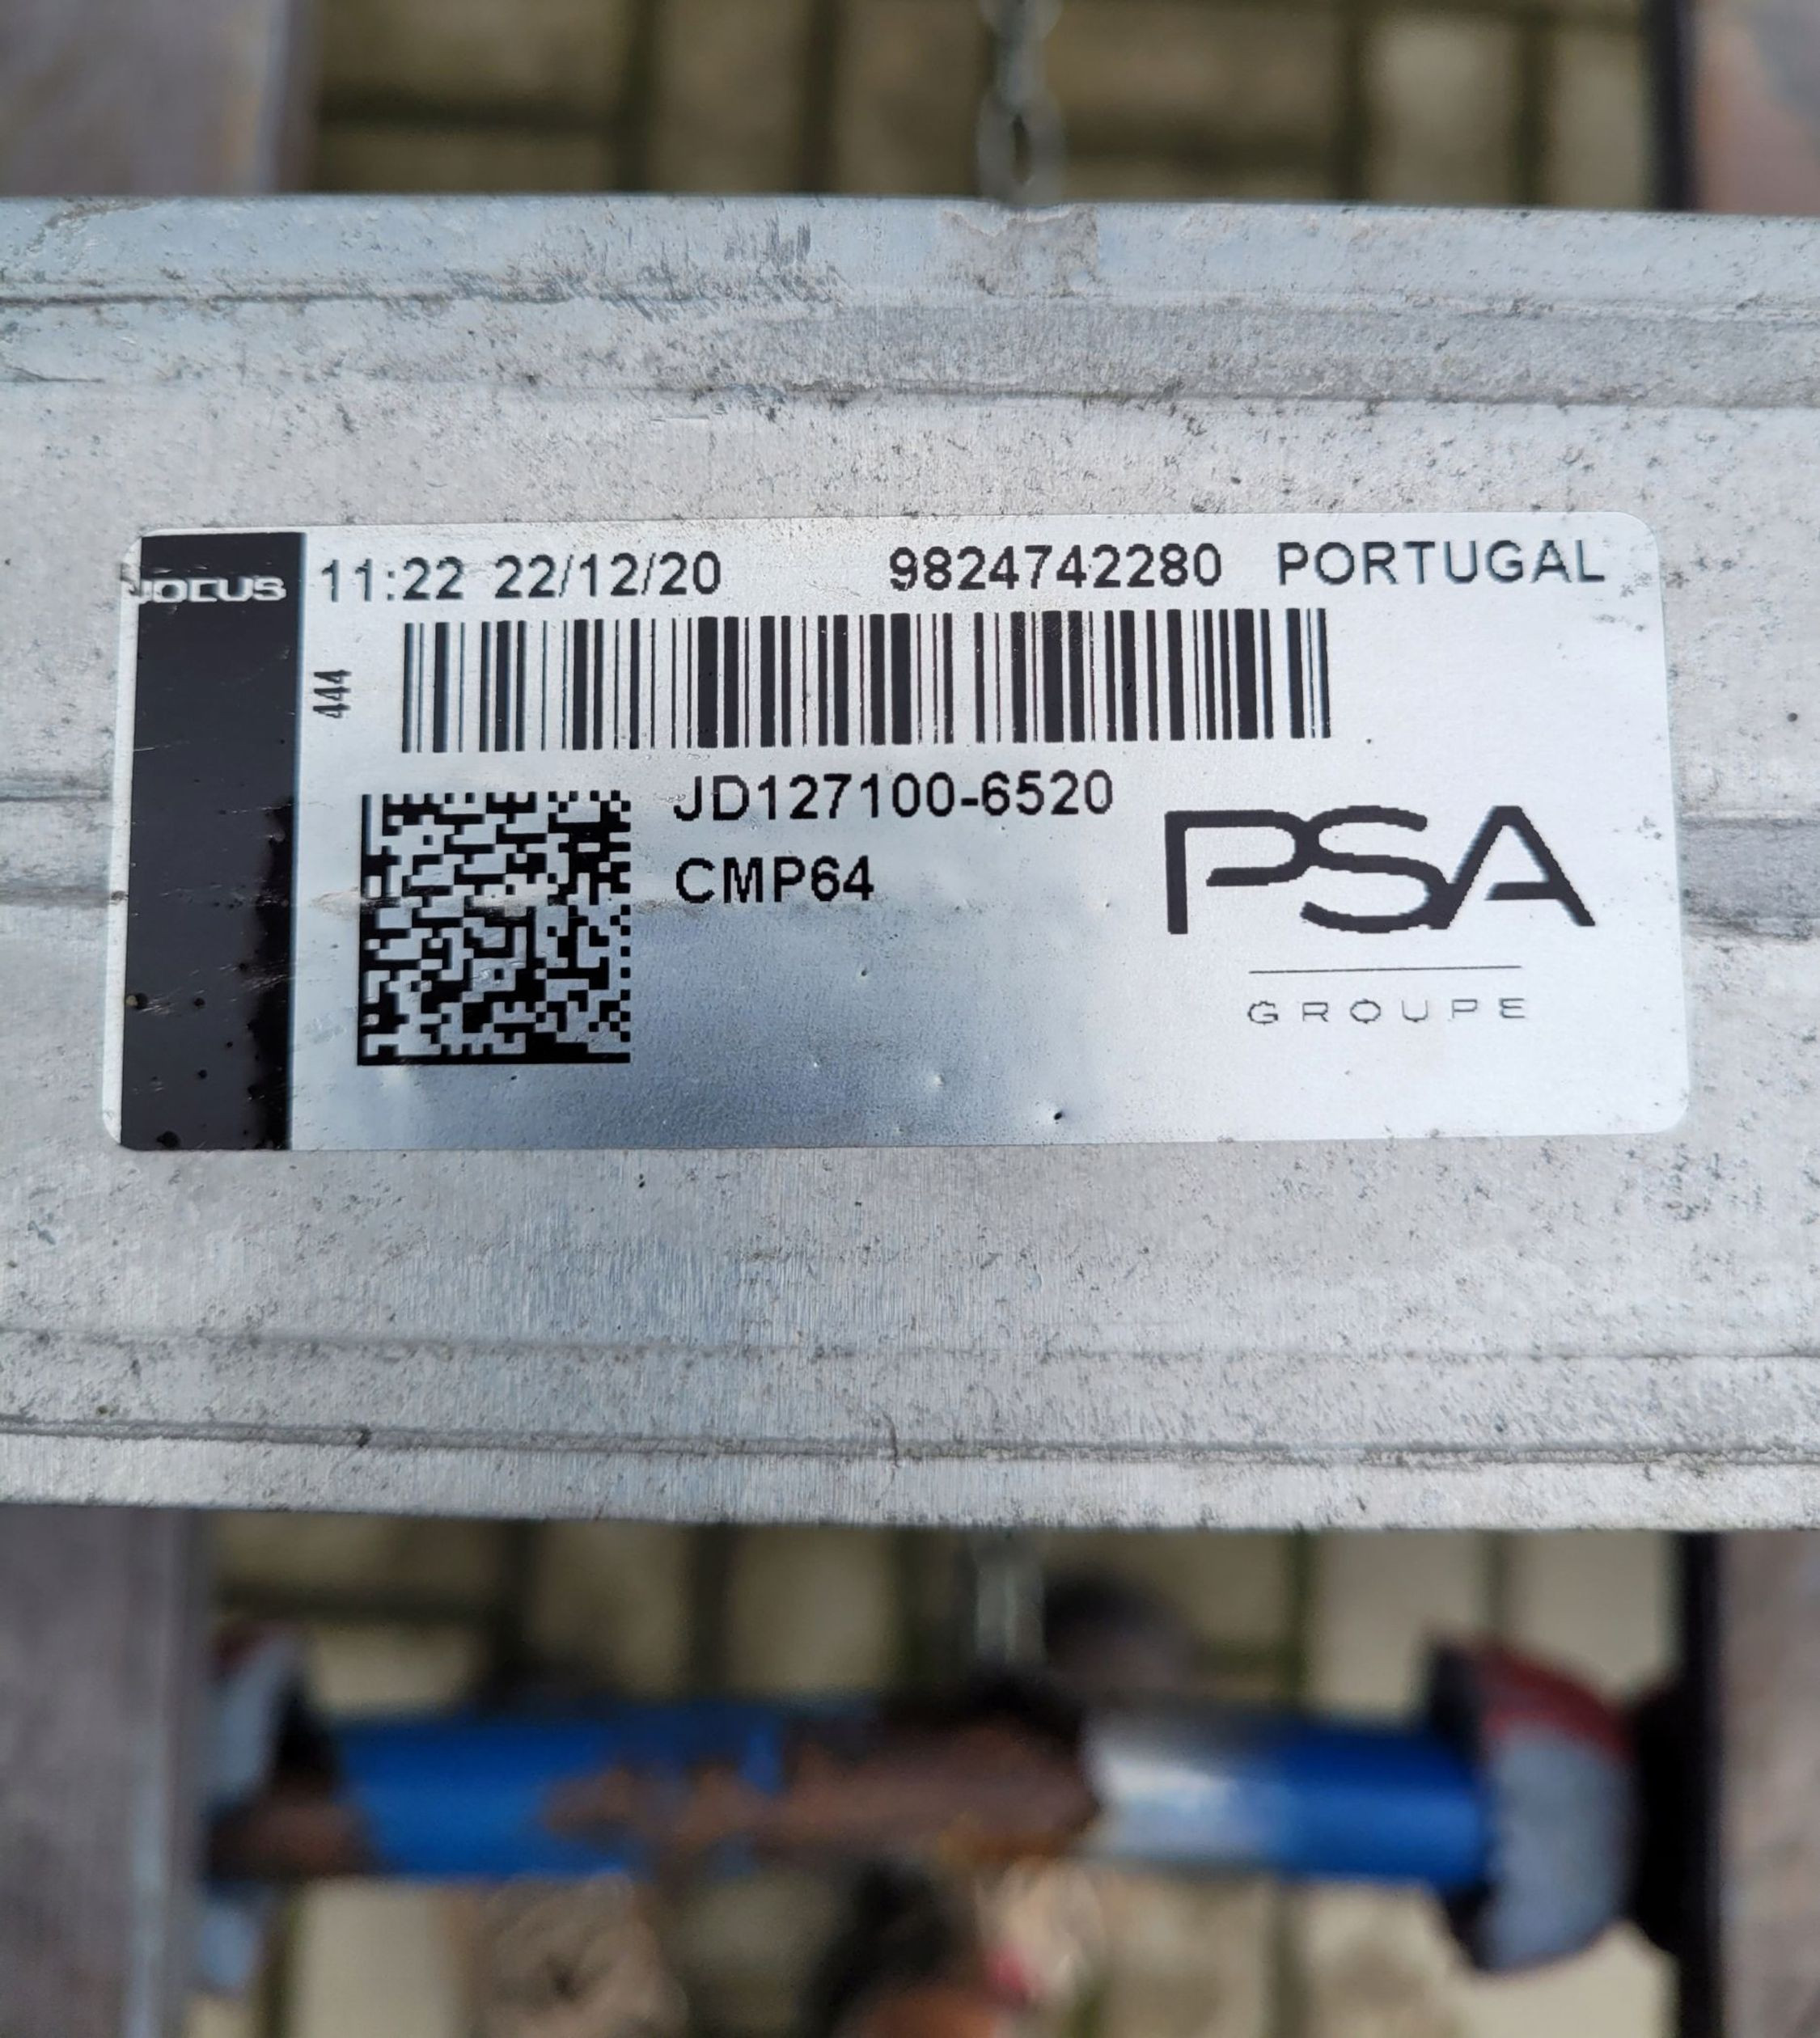 JOCUS
11:22 22/12/20 9824742280 PORTUGAL
444
JD127100-6520
CMP64
PSA
GROUPE